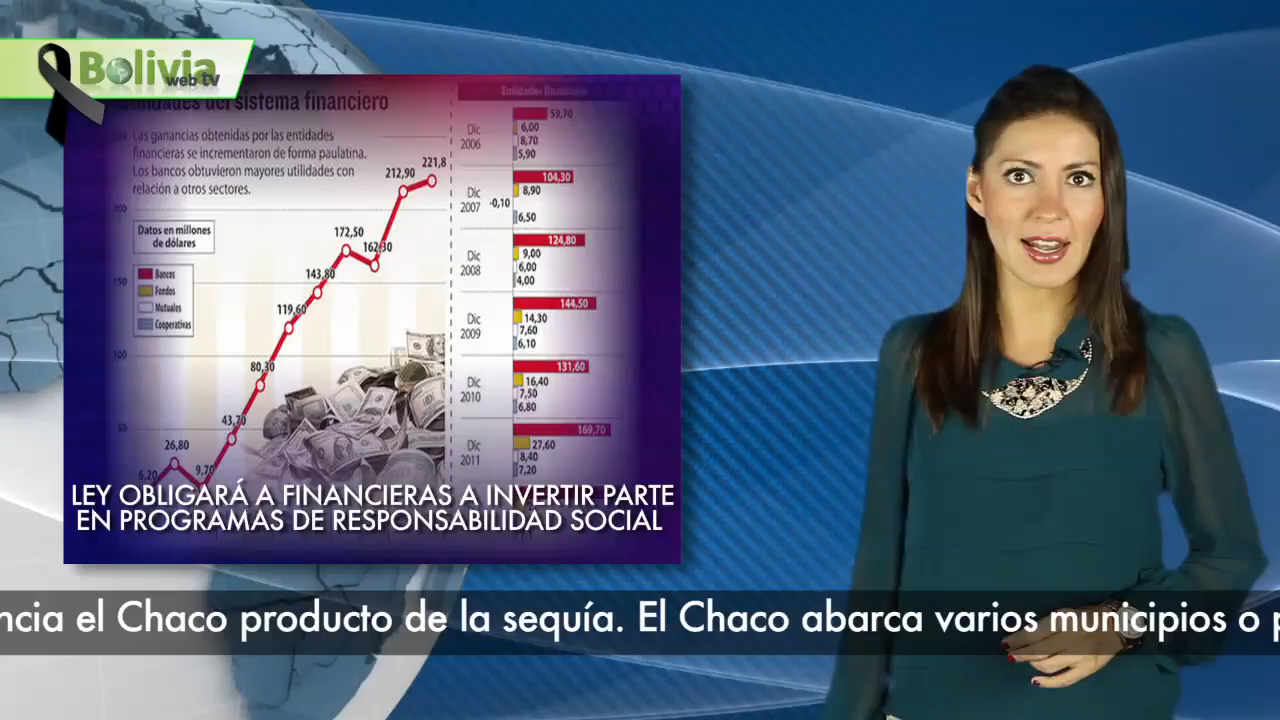 Bolivia
web tv
Utilidades del sistema financiero
Las ganancias obtenidas por las entidades
financieras se incrementaron de forma paulatina.
Los bancos obtuvieron mayores utilidades con
relación a otros sectores.
Datos en millones
de dólares
Bancos
Fondos
Mutuales
Cooperativas
200
150
100
50
6.20
26,80
9,70
43,70
80,30
119,60
143,80
172,50
162,30
212,90
221,8
Entidades financieras
Dic
2006
59,70
6,00
8,70
5,90
Dic
2007
104,30
8,90
-0,10
6,50
Dic
2008
124,80
9,00
6,00
4,00
Dic
2009
144,50
14,30
7,60
6,10
Dic
2010
131,60
16,40
7,50
6,80
Dic
2011
169,70
27,60
8,40
7,20
LEY OBLIGARÁ A FINANCIERAS A INVERTIR PARTE
EN PROGRAMAS DE RESPONSABILIDAD SOCIAL
ncia el Chaco producto de la sequía. El Chaco abarca varios municipios o p